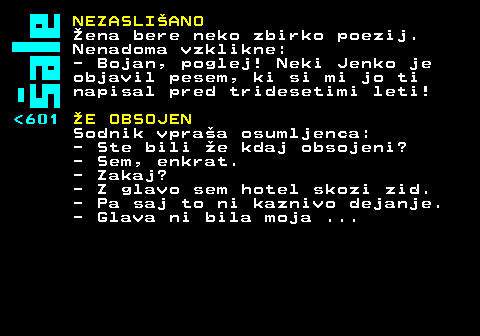 Šale
NEZASLIŠANO
Žena bere neko zbirko poezij.
Nenadoma vzklikne:
- Bojan, poglej! Neki Jenko je
objavil pesem, ki si mi jo ti
napisal pred tridesetimi leti!
<601 ŽE OBSOJEN
Sodnik vpraša osumljenca:
- Ste bili že kdaj obsojeni?
- Sem, enkrat.
- Zakaj?
- Z glavo sem hotel skozi zid.
- Pa saj to ni kaznivo dejanje.
- Glava ni bila moja ...